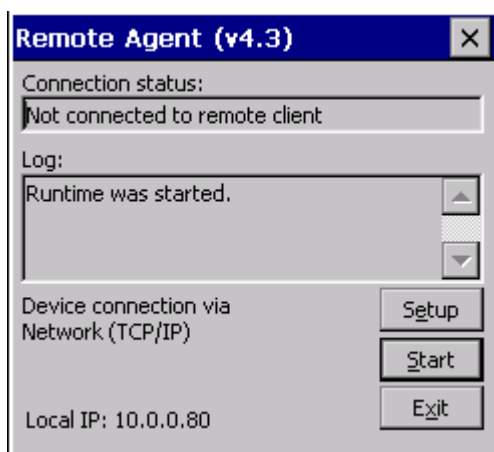 Remote Agent (v4.3)
Connection status:
Not connected to remote client
Log:
Runtime was started.
Device connection via
Network (TCP/IP)
Setup
Start
Local IP: 10.0.0.80
Exit